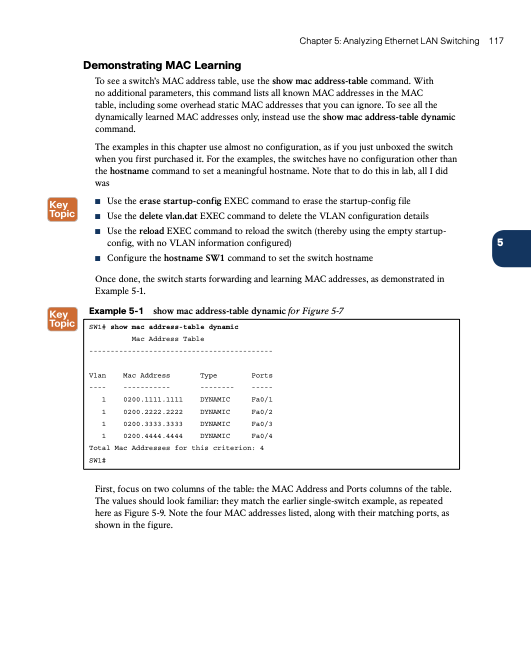 Chapter 5: Analyzing Ethernet LAN Switching 117
Demonstrating MAC Learning
To see a switch's MAC address table, use the show mac address-table command. With
no additional parameters, this command lists all known MAC addresses in the MAC
table, including some overhead static MAC addresses that you can ignore. To see all the
dynamically learned MAC addresses only, instead use the show mac address-table dynamic
command.
The examples in this chapter use almost no configuration, as if you just unboxed the switch
when you first purchased it. For the examples, the switches have no configuration other than
the hostname command to set a meaningful hostname. Note that to do this in lab, all I did
was
Key
Topic
■ Use the erase startup-config EXEC command to erase the startup-config file
■ Use the delete vlan.dat EXEC command to delete the VLAN configuration details
■ Use the reload EXEC command to reload the switch (thereby using the empty startup-
config, with no VLAN information configured)
■ Configure the hostname SW1 command to set the switch hostname
5
Once done, the switch starts forwarding and learning MAC addresses, as demonstrated in
Example 5-1.
Key
Topic
Example 5-1 show mac address-table dynamic for Figure 5-7
SW1# show mac address-table dynamic
Mac Address Table
-------------------------------------------
Vlan Mac Address Type Ports
---- ----------- -------- -----
1 0200.1111.1111 DYNAMIC Fa0/1
1 0200.2222.2222 DYNAMIC Fa0/2
1 0200.3333.3333 DYNAMIC Fa0/3
1 0200.4444.4444 DYNAMIC Fa0/4
Total Mac Addresses for this criterion: 4
SW1#
First, focus on two columns of the table: the MAC Address and Ports columns of the table.
The values should look familiar: they match the earlier single-switch example, as repeated
here as Figure 5-9. Note the four MAC addresses listed, along with their matching ports, as
shown in the figure.